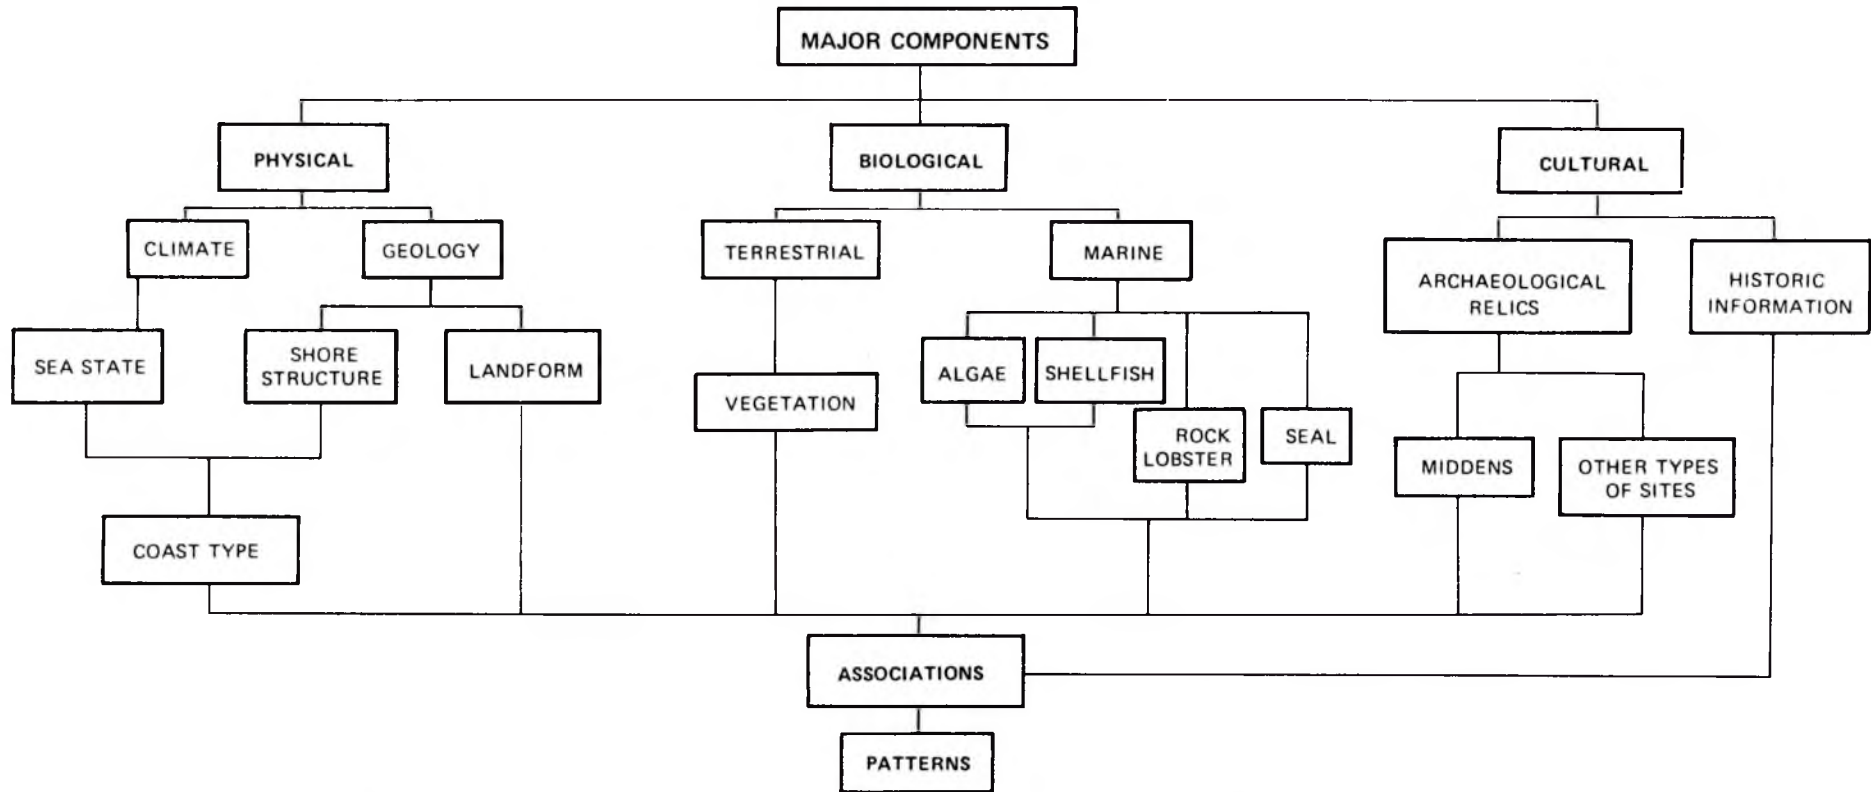 MAJOR COMPONENTS
PHYSICAL
BIOLOGICAL
CULTURAL
CLIMATE
GEOLOGY
TERRESTRIAL
MARINE
ARCHAEOLOGICAL
RELICS
HISTORIC
INFORMATION
SEA STATE
SHORE
STRUCTURE
LANDFORM
VEGETATION
ALGAE
SHELLFISH
ROCK
LOBSTER
SEAL
MIDDENS
OTHER TYPES
OF SITES
COAST TYPE
ASSOCIATIONS
PATTERNS